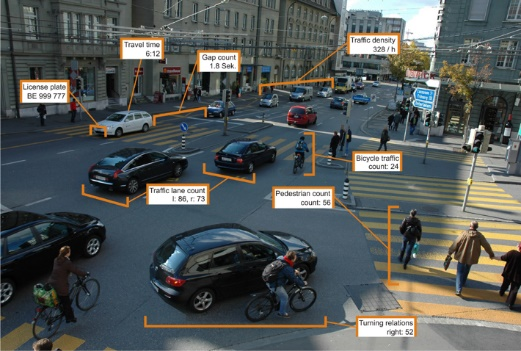 Travel time
6:12
Gap count
1.8 Sek.
Traffic density
328 / h
License plate
BE 999 777
Bicycle traffic
count: 24
Traffic lane count
l: 86, r: 73
Pedestrian count
count: 56
Turning relations
right: 52